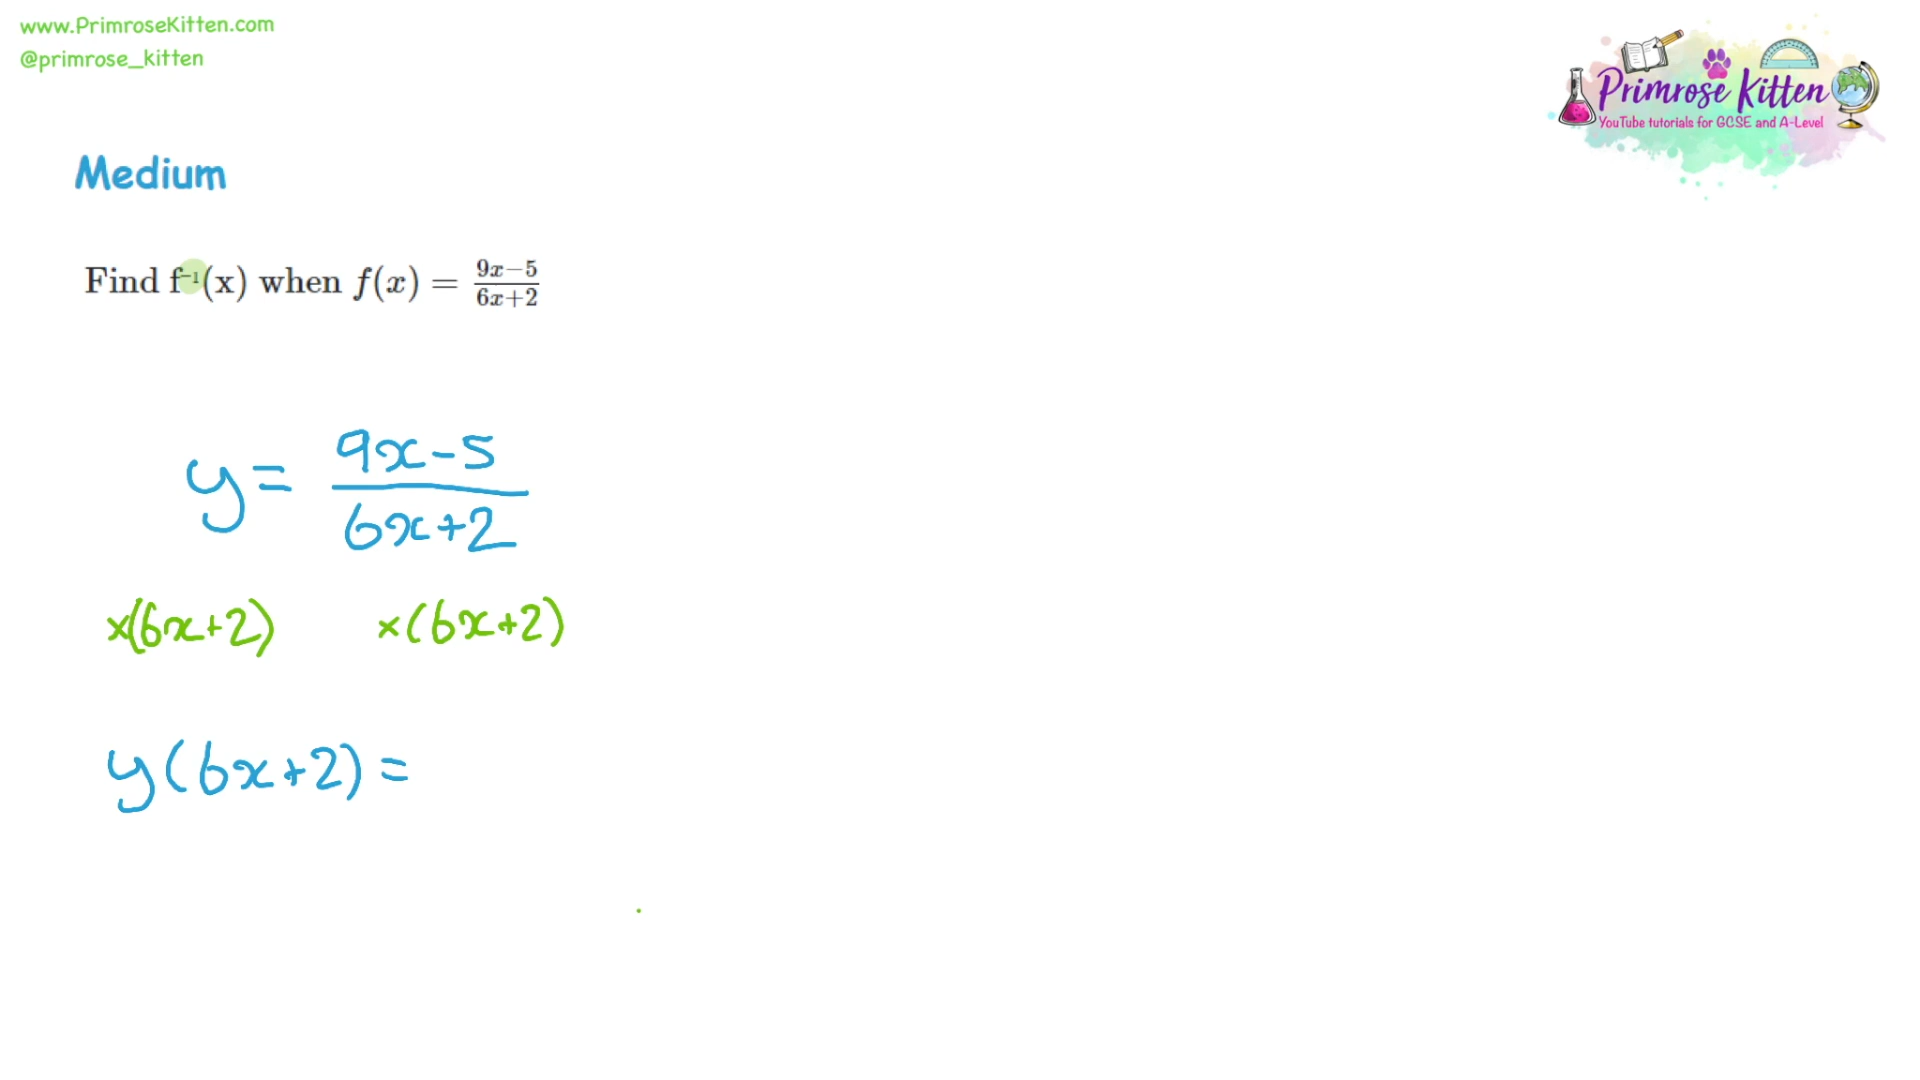 www.PrimroseKitten.com
@primrose_kitten
Primrose Kitten
YouTube tutorials for GCSE and A-Level
Medium
Find f⁻¹(x) when f(x) = (9x−5)/(6x+2)
y = (9x−5)/(6x+2)
×(6x+2) ×(6x+2)
y(6x+2) =